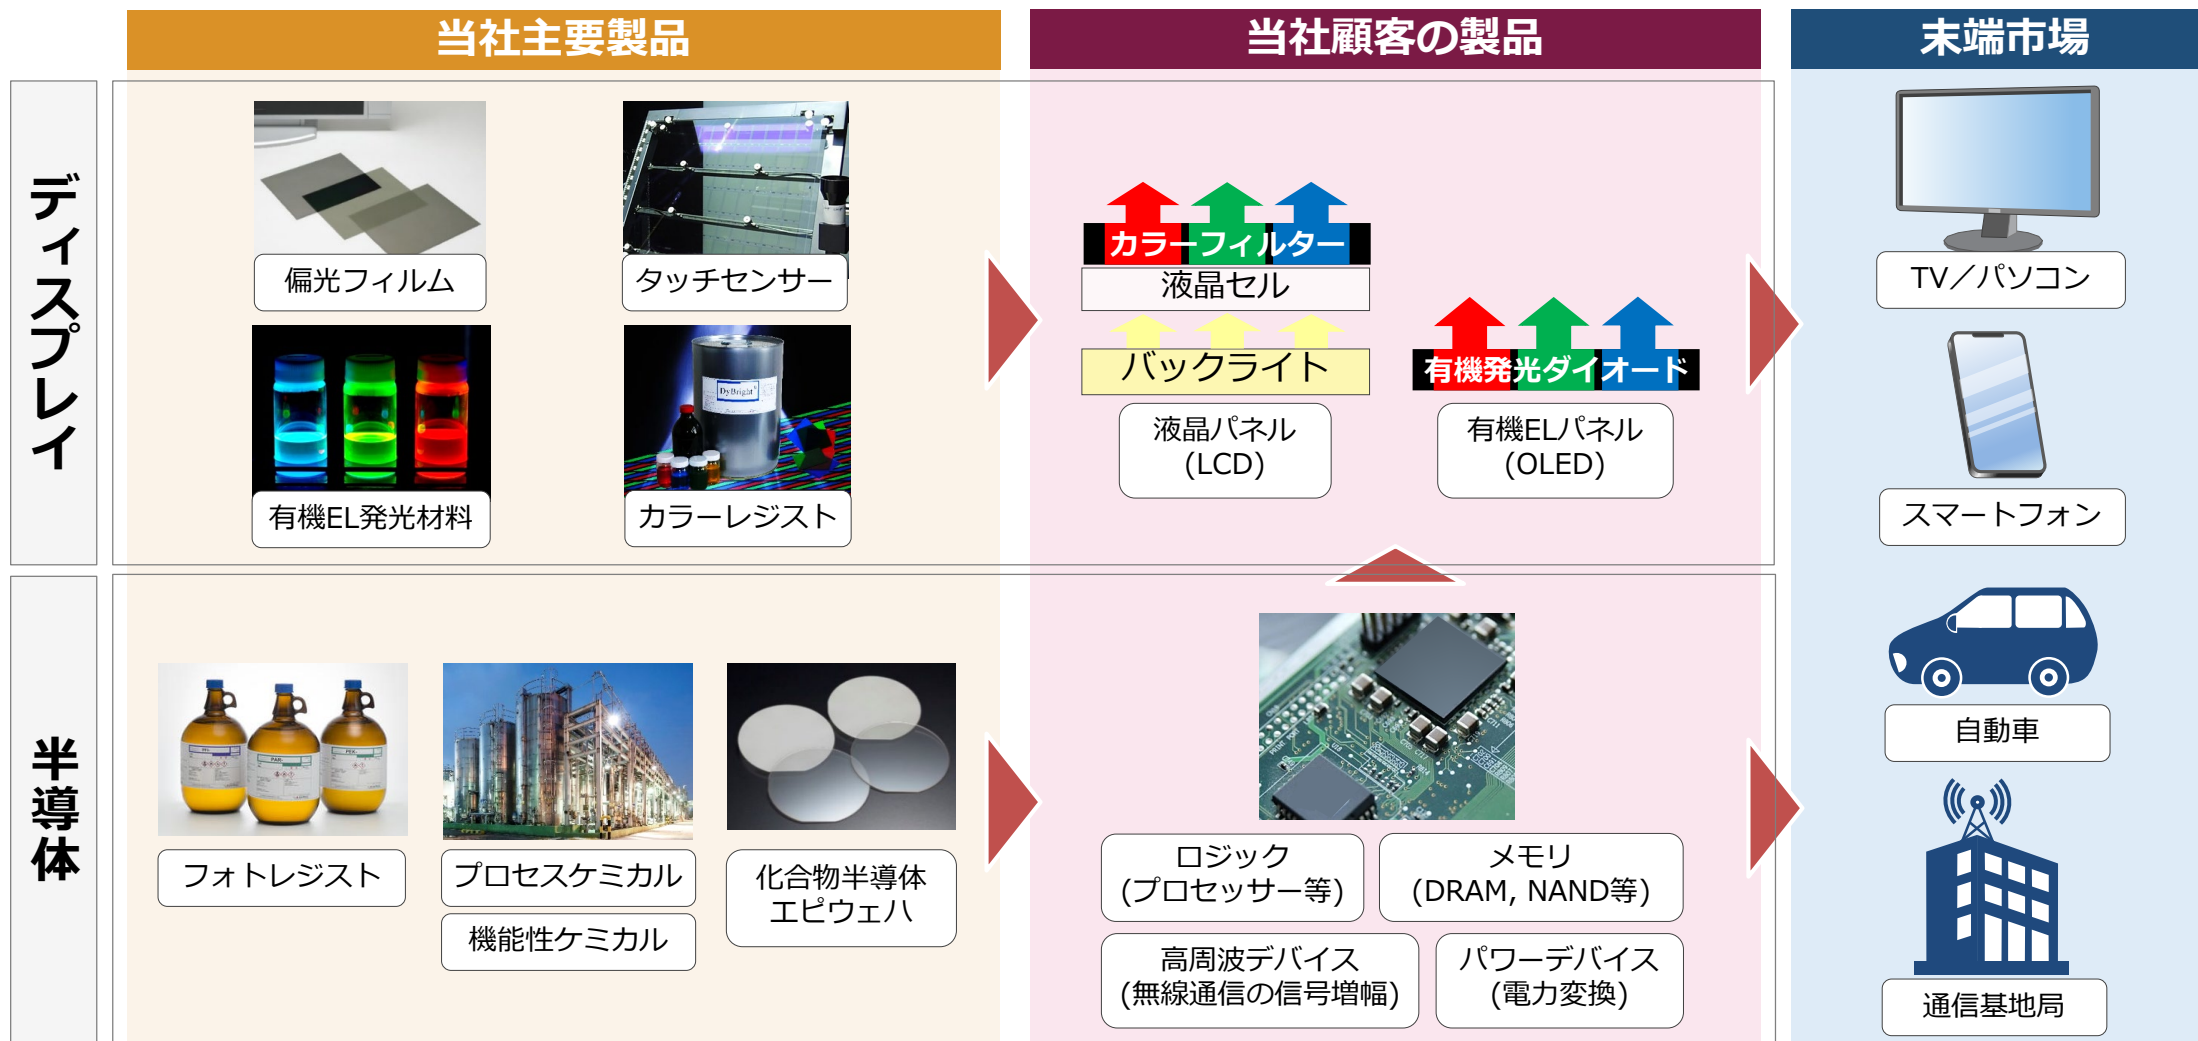 当社主要製品
当社顧客の製品
末端市場
ディスプレイ
偏光フィルム
タッチセンサー
有機EL発光材料
DyBright
カラーレジスト
カラーフィルター
液晶セル
バックライト
液晶パネル
(LCD)
有機発光ダイオード
有機ELパネル
(OLED)
TV／パソコン
スマートフォン
半導体
フォトレジスト
プロセスケミカル
機能性ケミカル
化合物半導体
エピウェハ
ロジック
(プロセッサー等)
メモリ
(DRAM, NAND等)
高周波デバイス
(無線通信の信号増幅)
パワーデバイス
(電力変換)
自動車
通信基地局